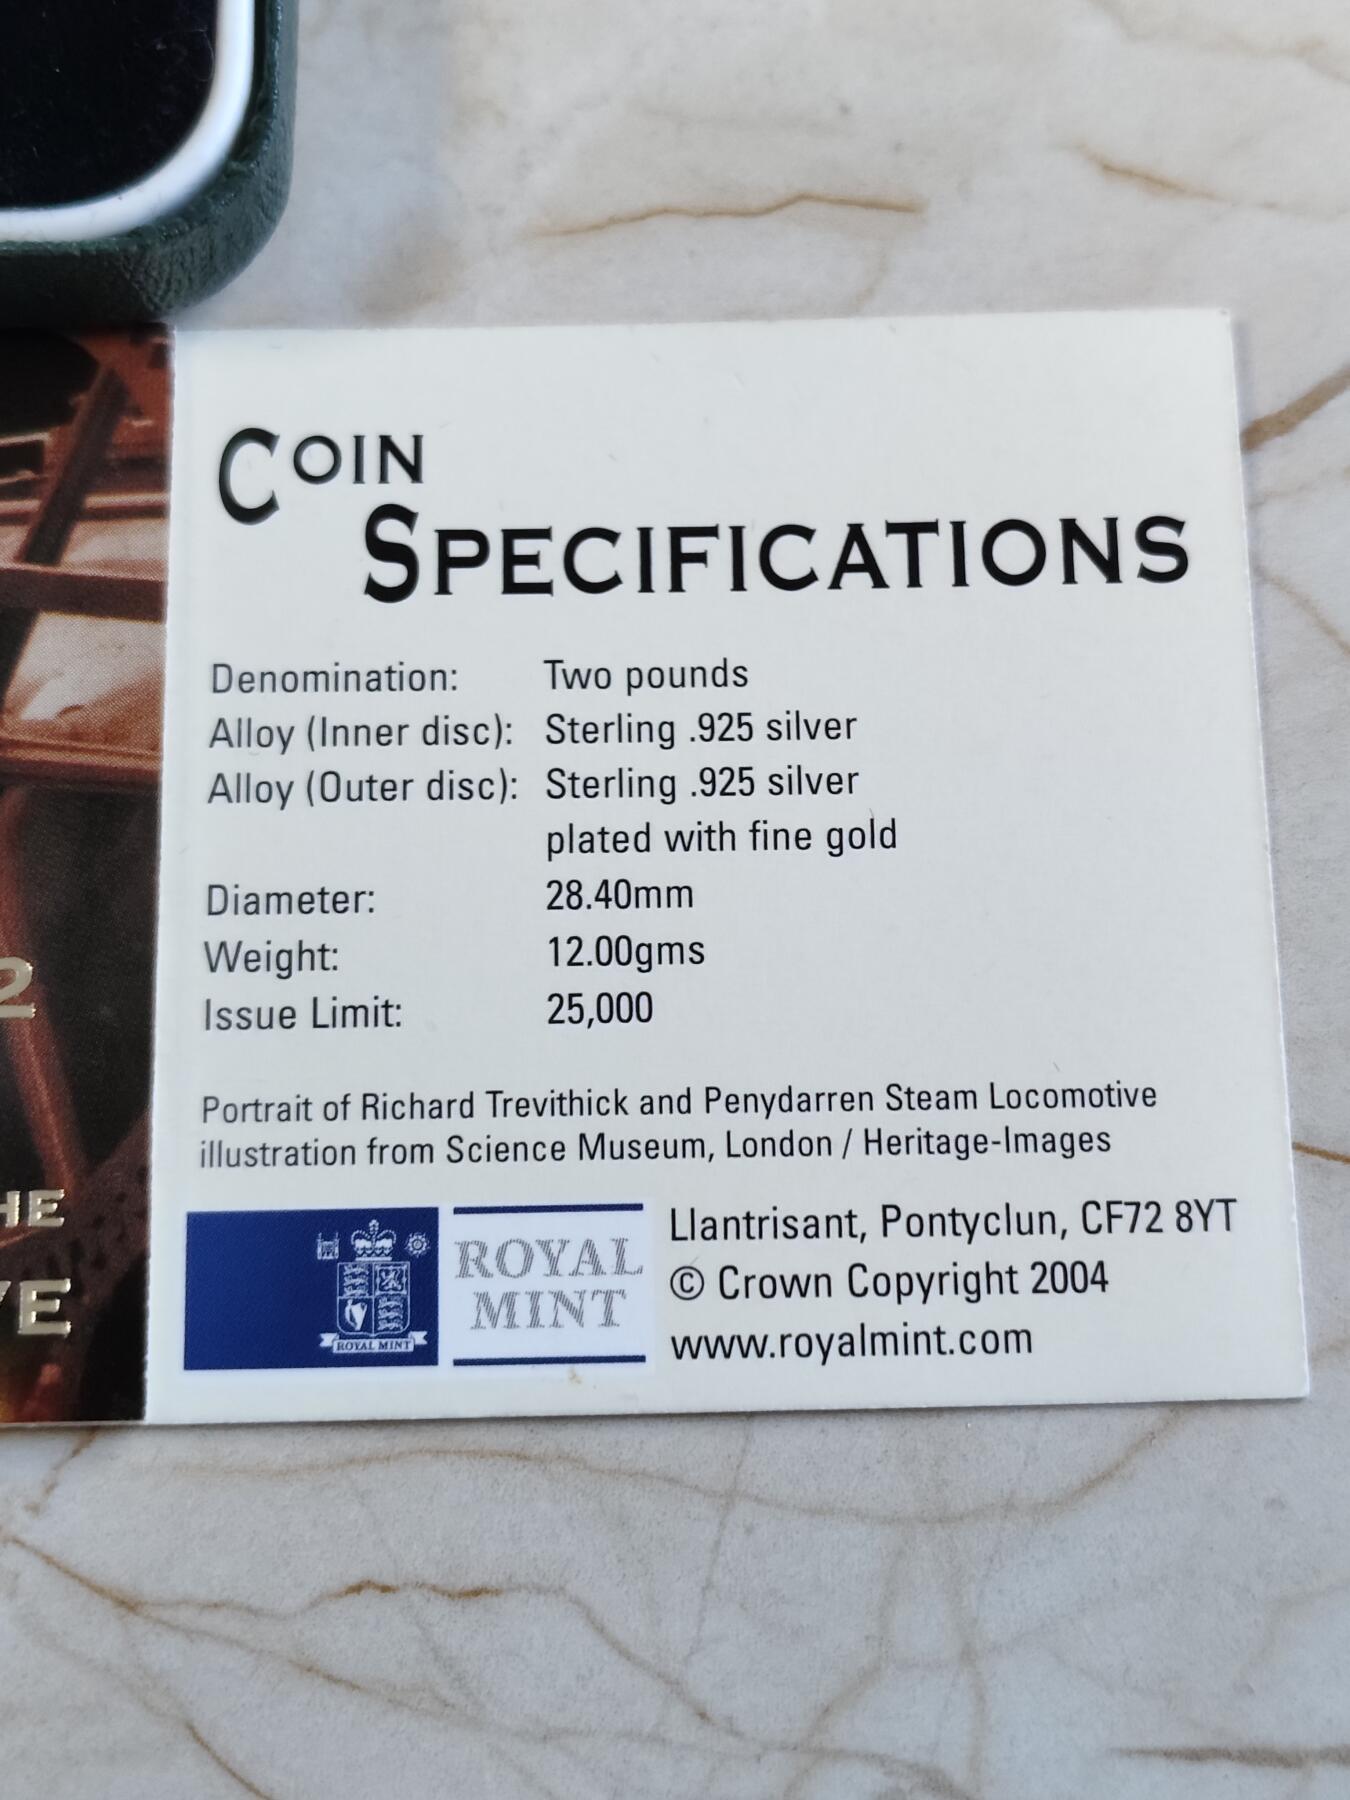 COIN
SPECIFICATIONS
Denomination: Two pounds
Alloy (Inner disc): Sterling .925 silver
Alloy (Outer disc): Sterling .925 silver
plated with fine gold
Diameter: 28.40mm
Weight: 12.00gms
Issue Limit: 25,000
Portrait of Richard Trevithick and Penydarren Steam Locomotive
illustration from Science Museum, London / Heritage-Images
ROYAL MINT
ROYAL
MINT
Llantrisant, Pontyclun, CF72 8YT
© Crown Copyright 2004
www.royalmint.com
2
HE
VE